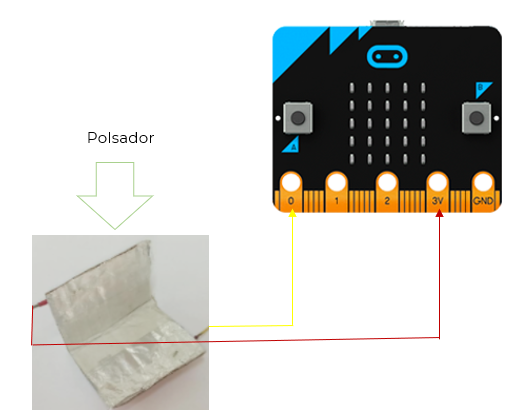 B
Polsador
A
0 1 2 3V GND